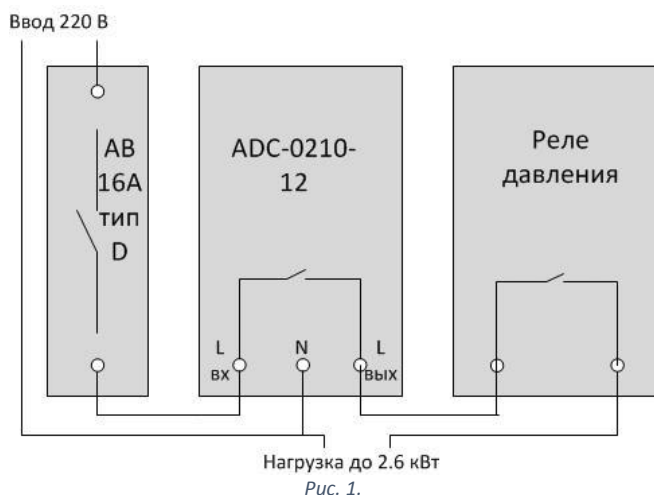 Ввод 220 В
АВ
16А
тип
D
ADC-0210-
12
Реле
давления
L
вх
N
L
вых
Нагрузка до 2.6 кВт
Рис. 1.